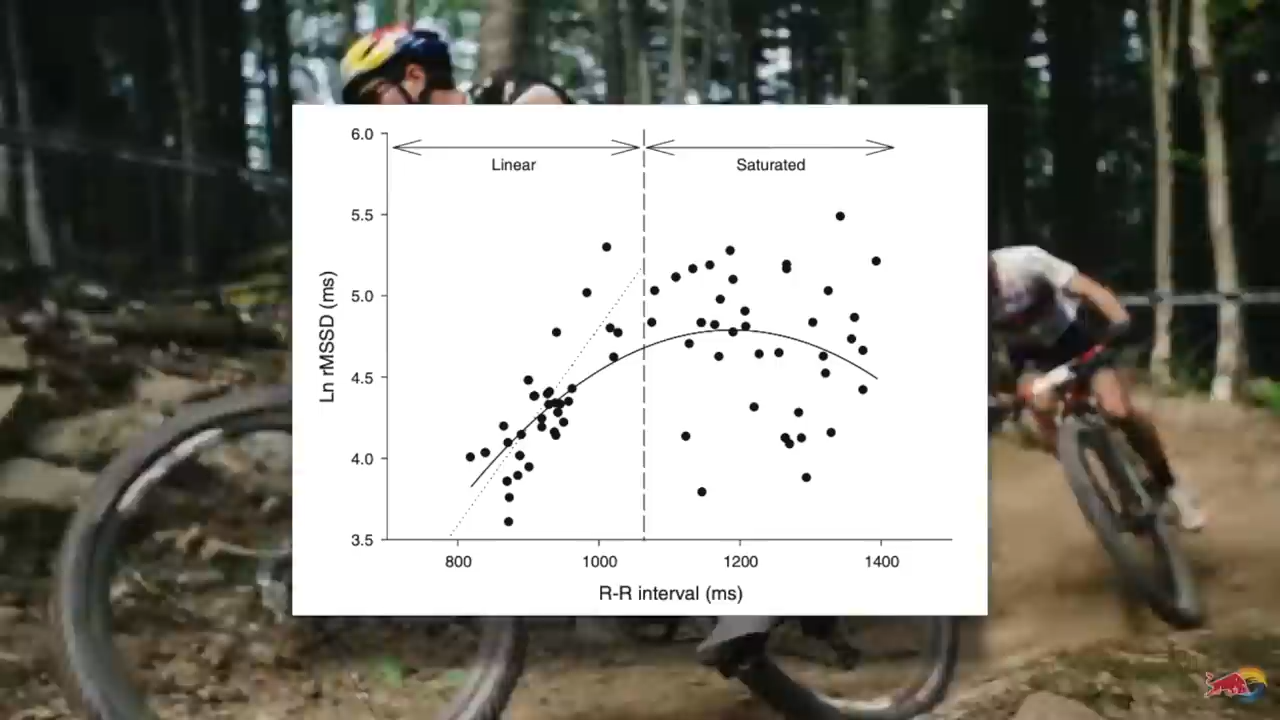 6.0
Linear
Saturated
5.5
5.0
4.5
4.0
3.5
Ln rMSSD (ms)
800
1000
1200
1400
R-R interval (ms)